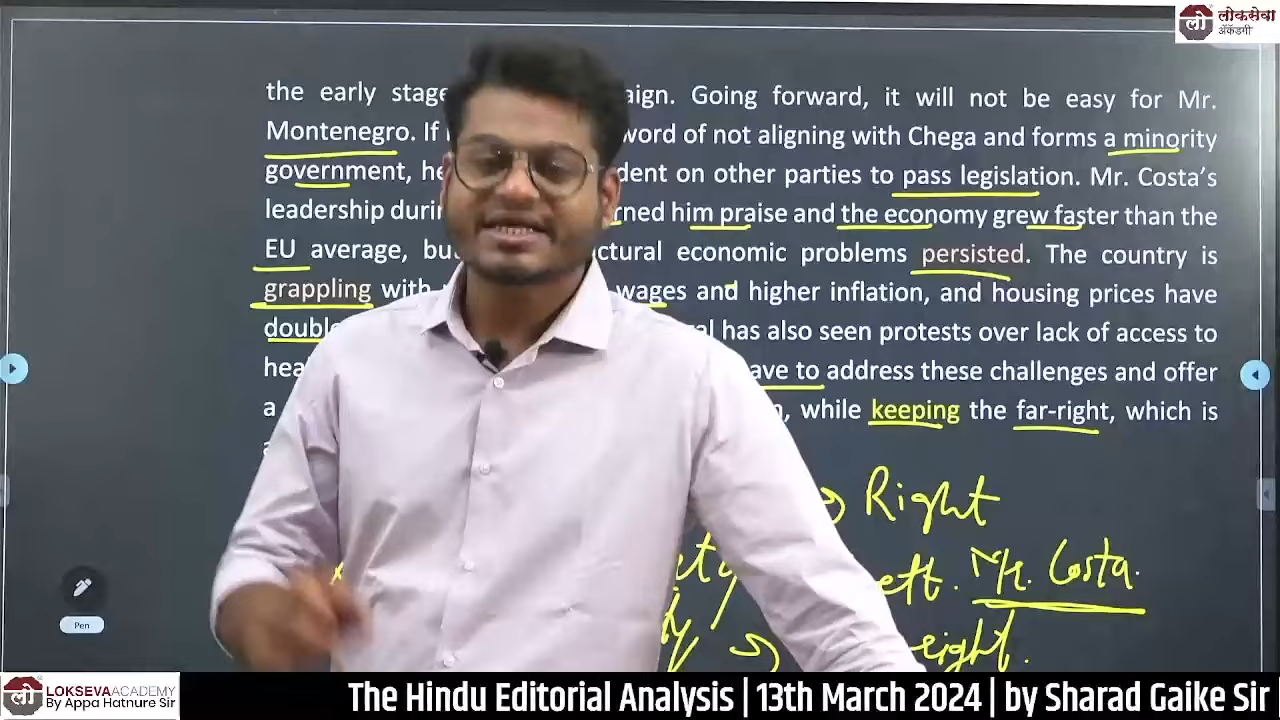 लोकसेवा
अ‍ॅकॅडमी
the early stage aign. Going forward, it will not be easy for Mr.
Montenegro. If word of not aligning with Chega and forms a minority
government, he dent on other parties to pass legislation. Mr. Costa's
leadership durin rned him praise and the economy grew faster than the
EU average, bu ctural economic problems persisted. The country is
grappling with wages and higher inflation, and housing prices have
double al has also seen protests over lack of access to
hea ave to address these challenges and offer
a , while keeping the far-right, which is
Right
ety eft. Mr. Costa.
eight.
Pen
लो LOKSEVA ACADEMY
By Appa Hatnure Sir
The Hindu Editorial Analysis | 13th March 2024 | by Sharad Gaike Sir